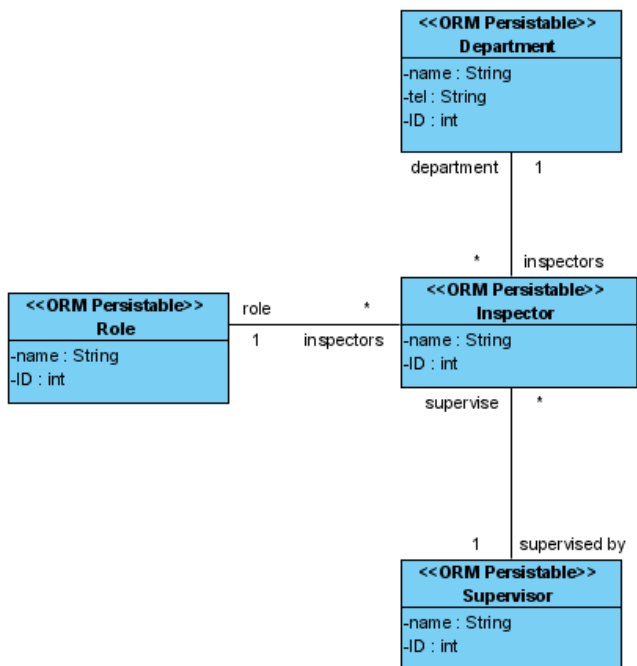 <<ORM Persistable>>
Department
-name : String
-tel : String
-ID : int
department 1
* inspectors
<<ORM Persistable>>
Role
-name : String
-ID : int
role *
1 inspectors
<<ORM Persistable>>
Inspector
-name : String
-ID : int
supervise *
1 supervised by
<<ORM Persistable>>
Supervisor
-name : String
-ID : int